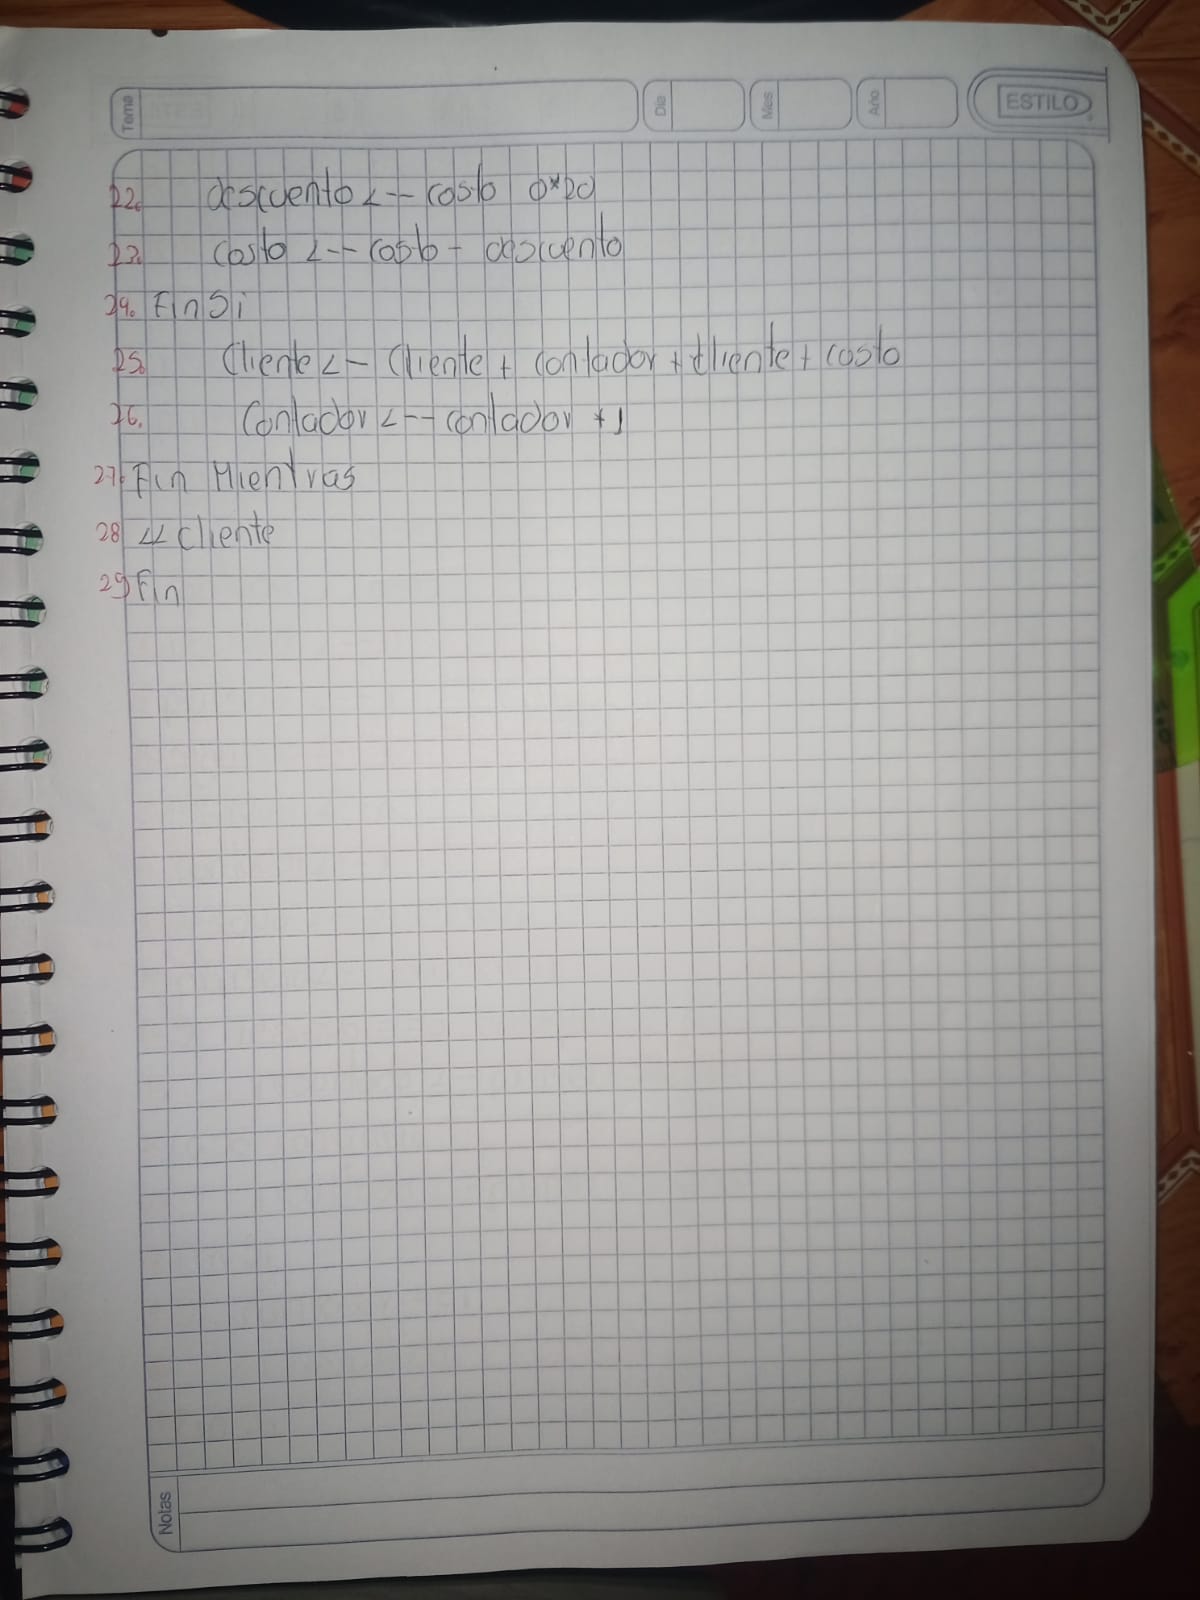 Tema Día Mes Año ESTILO
22. descuento <-- costo 0*20
23. Costo <-- costo - descuento
24. Fin Si
25. Cliente <- Cliente + contador + cliente + costo
26. Contador <-- contador +1
27. Fin Mientras
28 << cliente
29 Fin
Notas